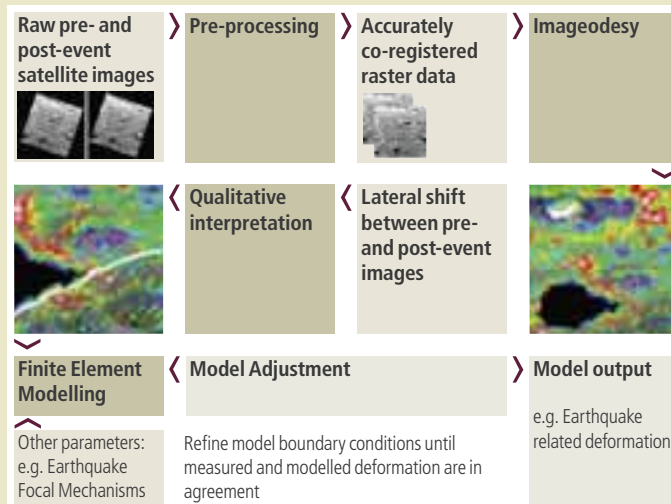 Raw pre- and
post-event
satellite images
Pre-processing
Accurately
co-registered
raster data
Imageodesy
Qualitative
interpretation
Lateral shift
between pre-
and post-event
images
Finite Element
Modelling
Model Adjustment
Model output
Other parameters:
e.g. Earthquake
Focal Mechanisms
Refine model boundary conditions until
measured and modelled deformation are in
agreement
e.g. Earthquake
related deformation